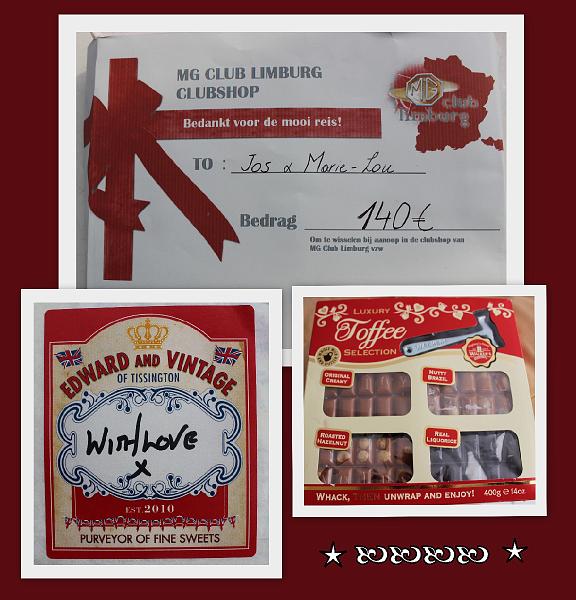 MG CLUB LIMBURG
CLUBSHOP
Bedankt voor de mooi reis!
MG club
limburg
TO : Jos & Marie-Lou
Bedrag 140€
Om te wisselen bij aanoop in de clubshop van
MG Club Limburg vzw
EDWARD AND VINTAGE
OF TISSINGTON
With LOVE
X
EST. 2010
PURVEYOR OF FINE SWEETS
LUXURY
Toffee
SELECTION
WALKER'S
ORIGINAL
CREAMY
NUTTY
BRAZIL
ROASTED
HAZELNUT
REAL
LIQUORICE
WHACK, THEN UNWRAP AND ENJOY! 400g e 14oz.